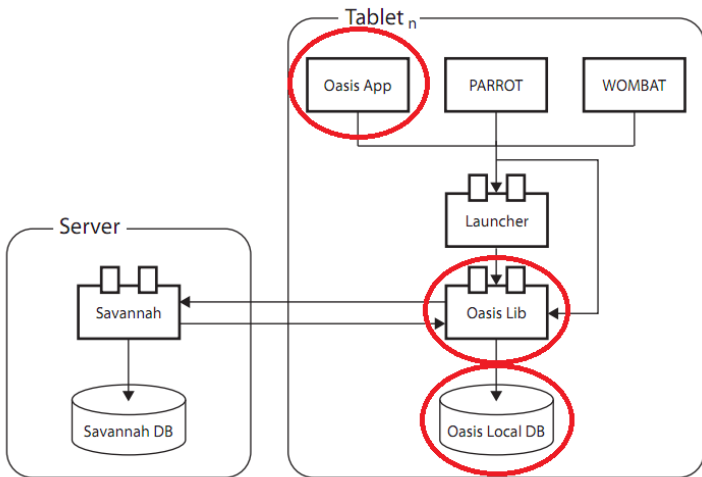 Tablet n
Oasis App
PARROT
WOMBAT
Launcher
Server
Savannah
Oasis Lib
Savannah DB
Oasis Local DB